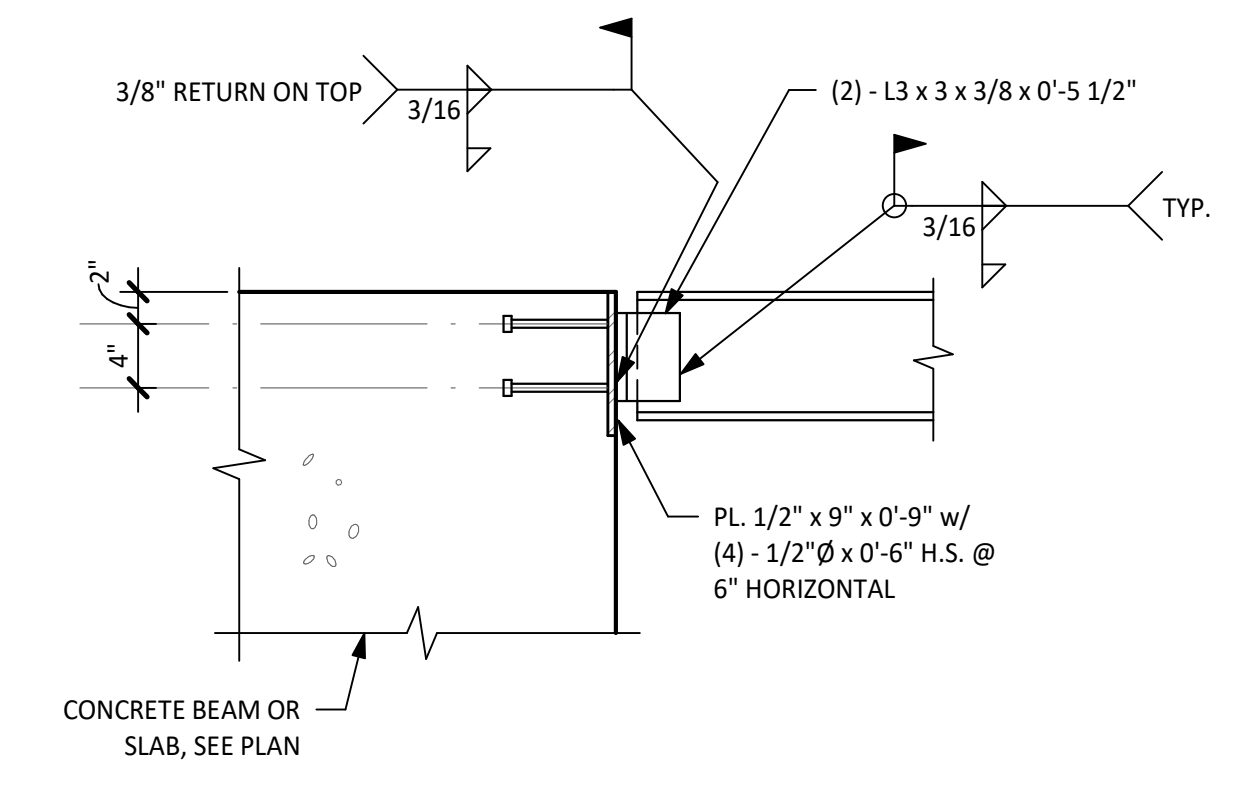 3/8" RETURN ON TOP
3/16
(2) - L3 x 3 x 3/8 x 0'-5 1/2"
3/16
TYP.
2"
4"
PL. 1/2" x 9" x 0'-9" w/
(4) - 1/2"Ø x 0'-6" H.S. @
6" HORIZONTAL
CONCRETE BEAM OR
SLAB, SEE PLAN